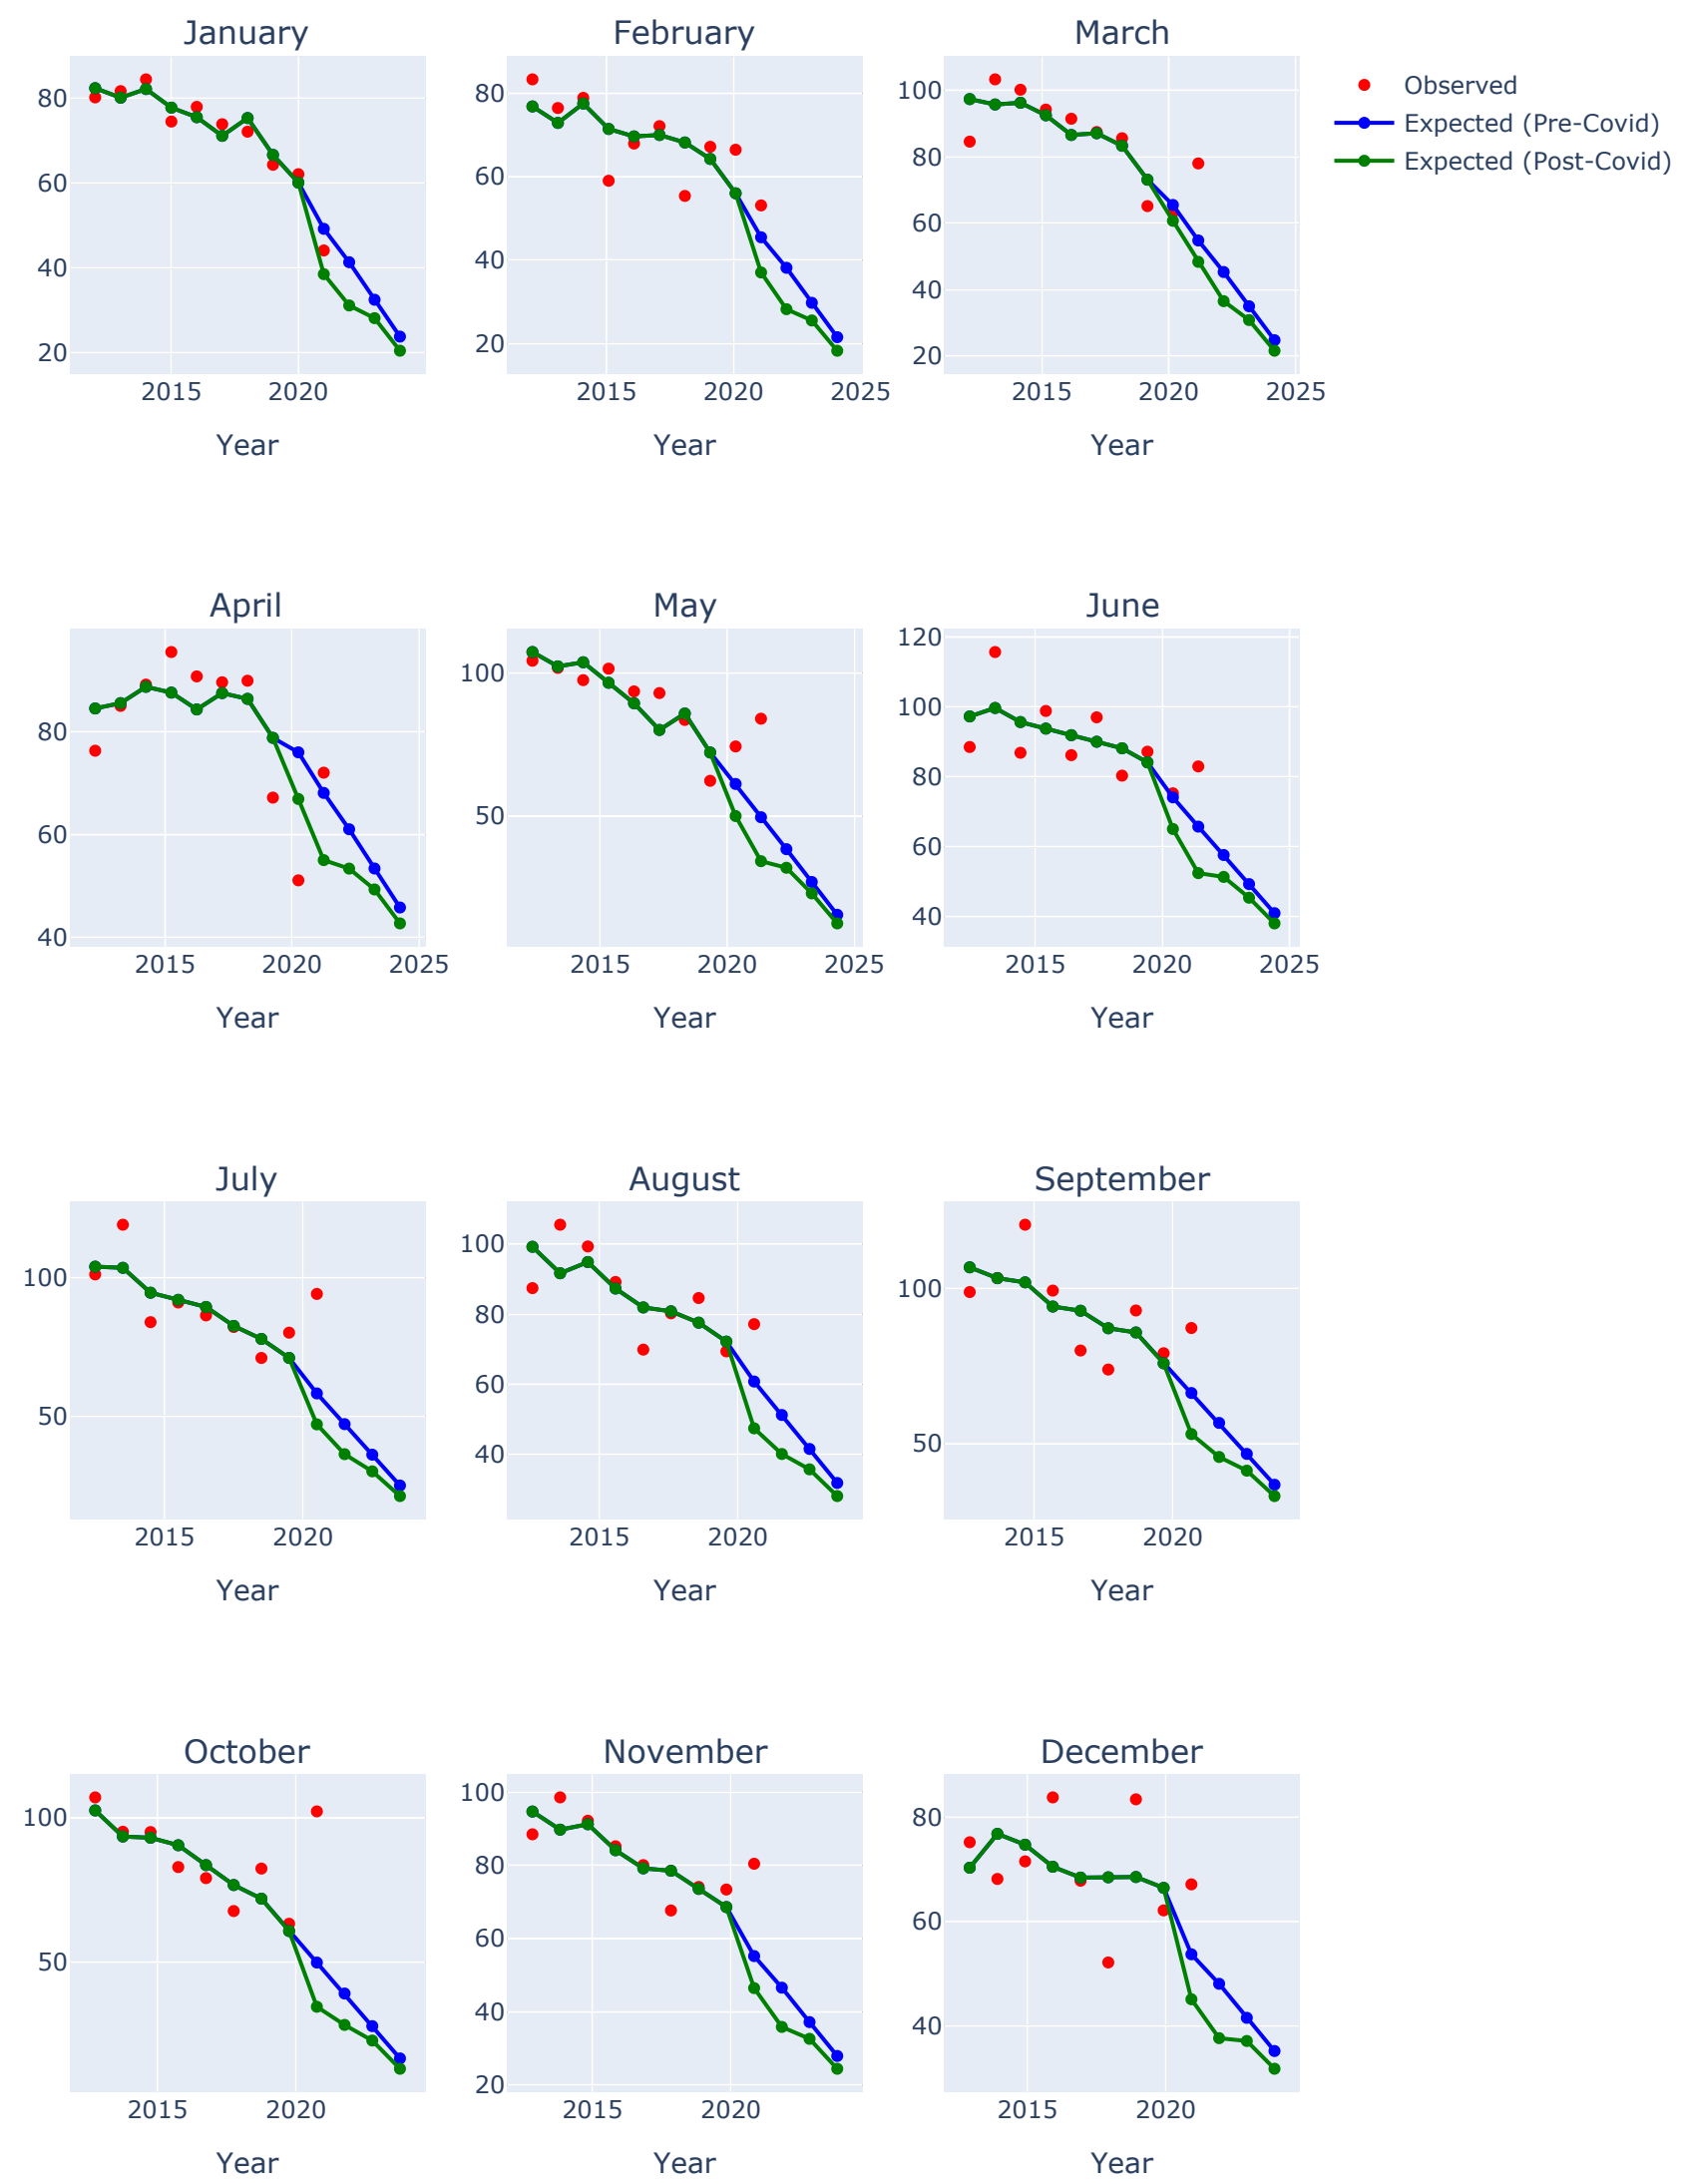 January
February
March
Observed
Expected (Pre-Covid)
Expected (Post-Covid)
80
60
40
20
2015
2020
Year
80
60
40
20
2015
2020
2025
Year
100
80
60
40
20
2015
2020
2025
Year
April
May
June
80
60
40
2015
2020
2025
Year
100
50
2015
2020
2025
Year
120
100
80
60
40
2015
2020
2025
Year
July
August
September
100
50
2015
2020
Year
100
80
60
40
2015
2020
Year
100
50
2015
2020
Year
October
November
December
100
50
2015
2020
Year
100
80
60
40
20
2015
2020
Year
80
60
40
2015
2020
Year